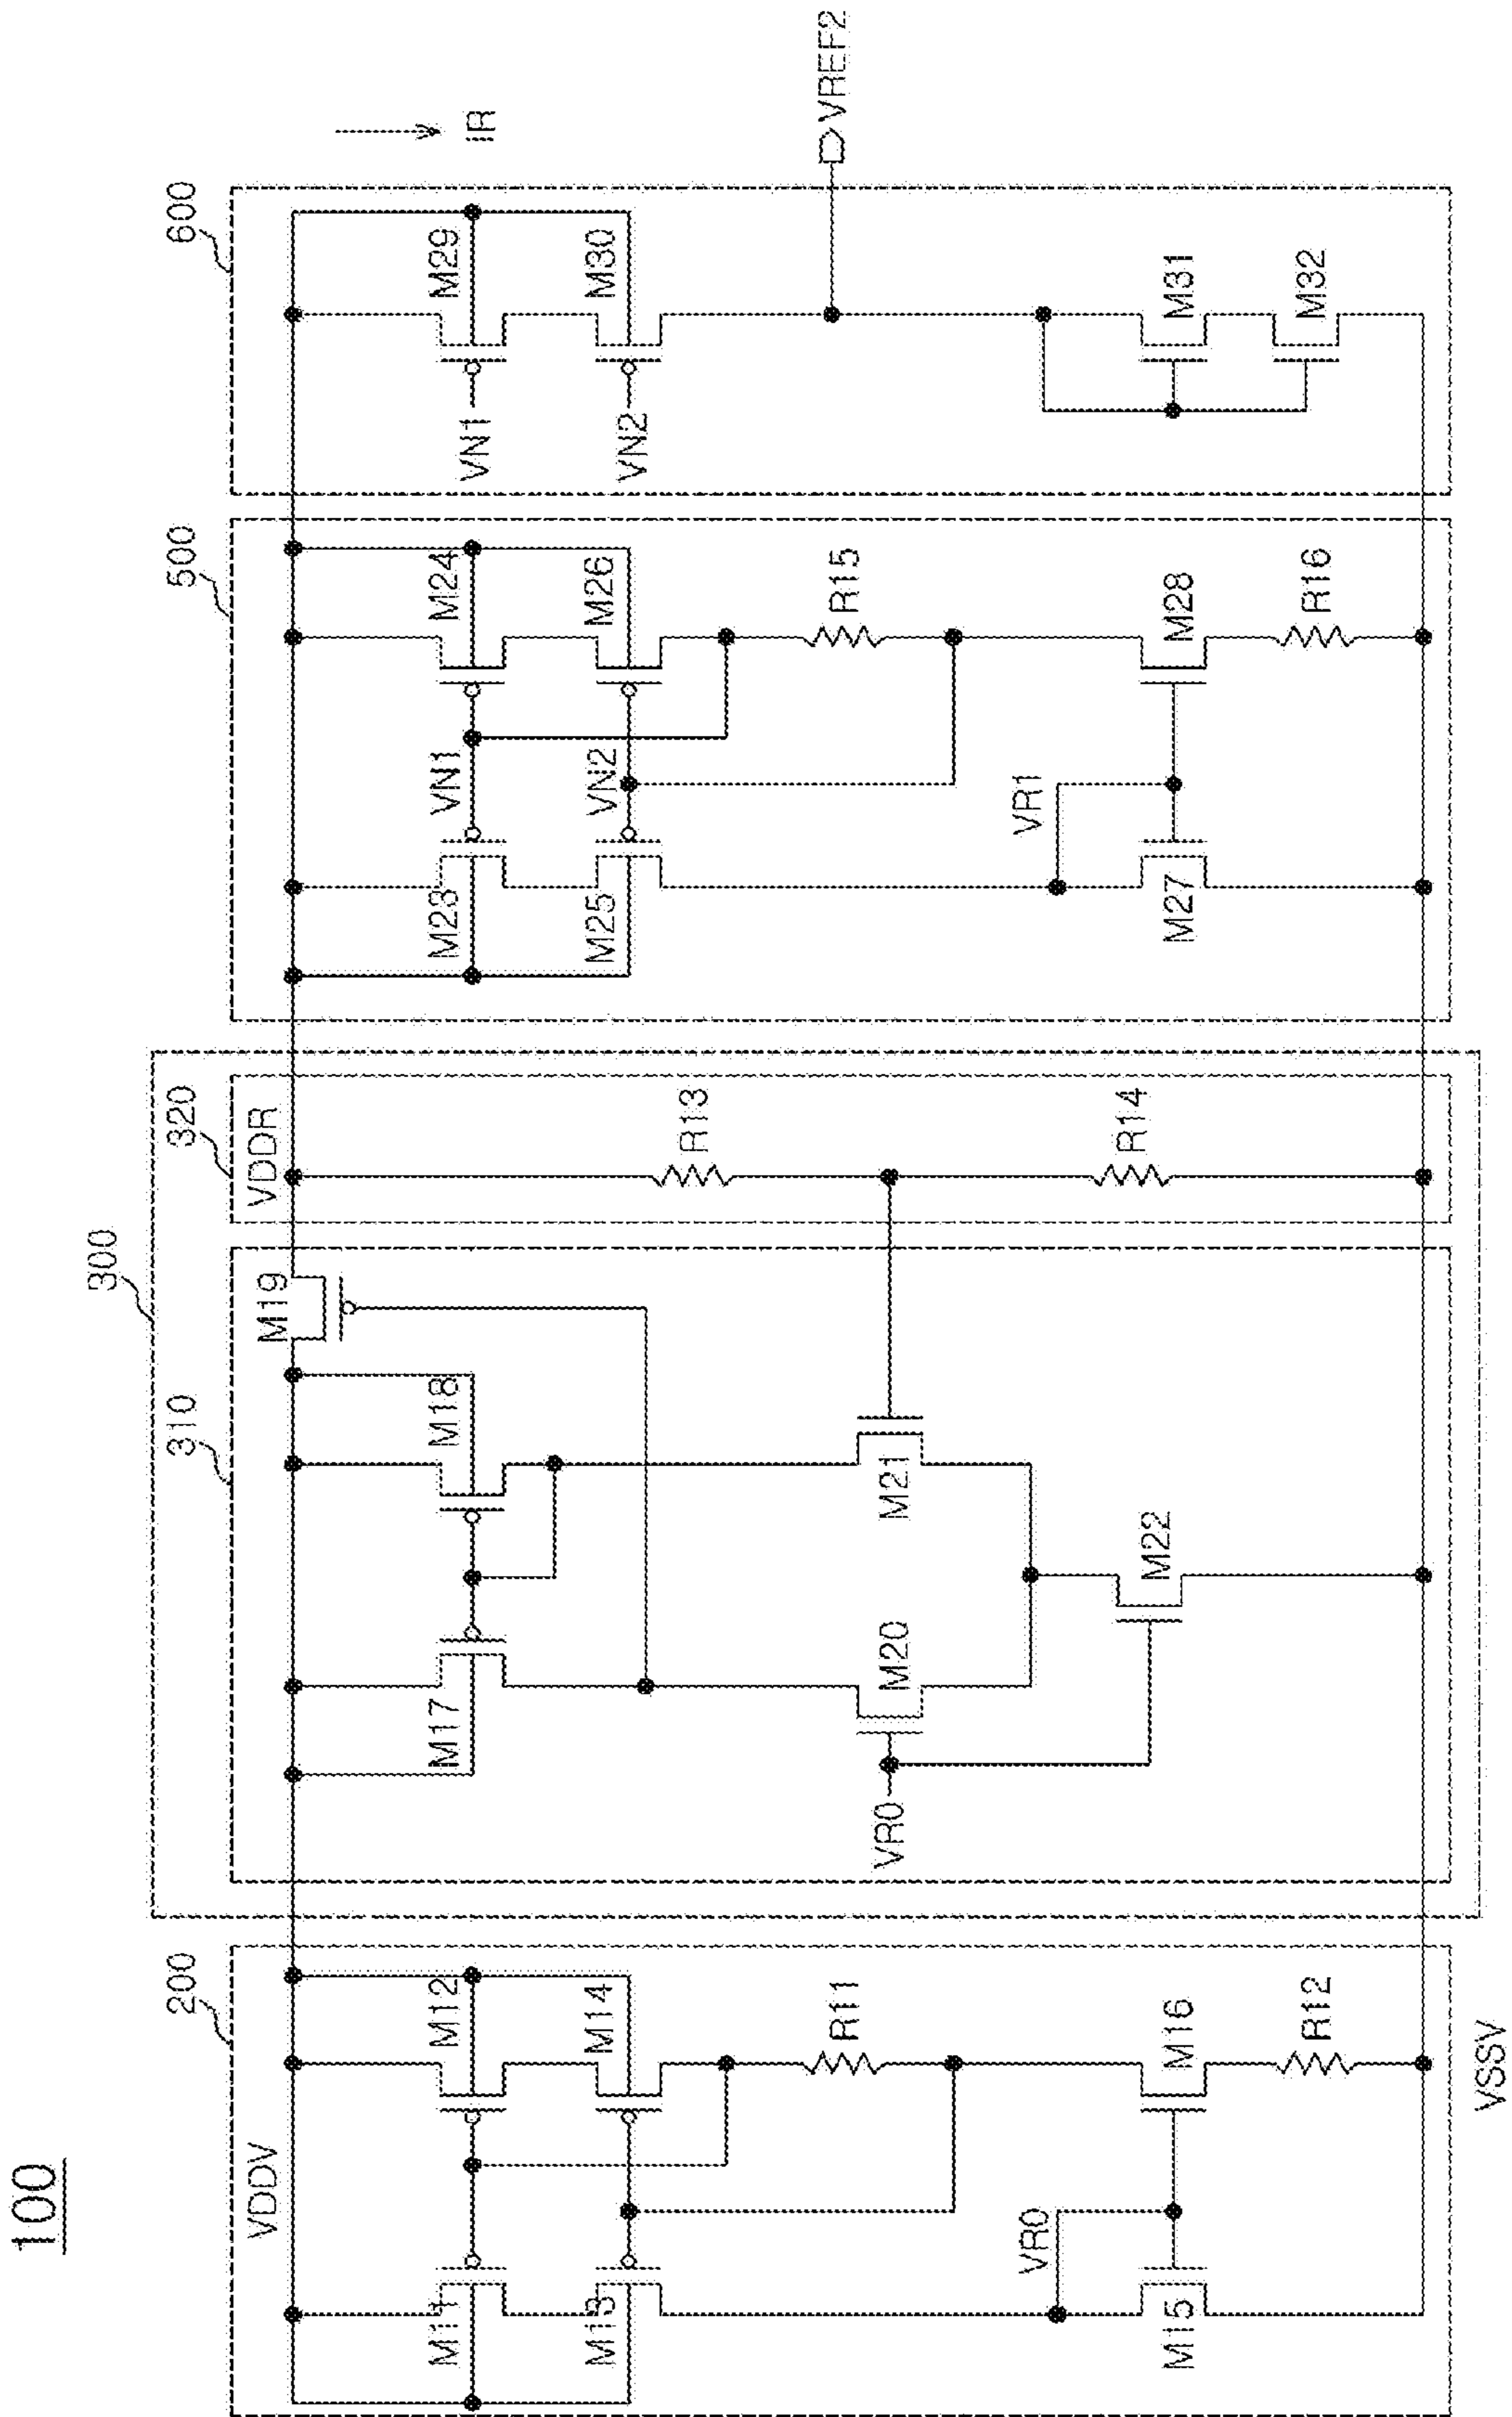 100
200
VDDV
M11
M12
M13
M14
R11
VR0
M15
M16
R12
VSSV
300
310
M17
M18
M19
VR0
M20
M21
M22
320
VDDR
R13
R14
500
M23
VN1
M24
M25
VN2
M26
R15
VR1
M27
M28
R16
600
VN1
M29
VN2
M30
M31
M32
IR
VREF2